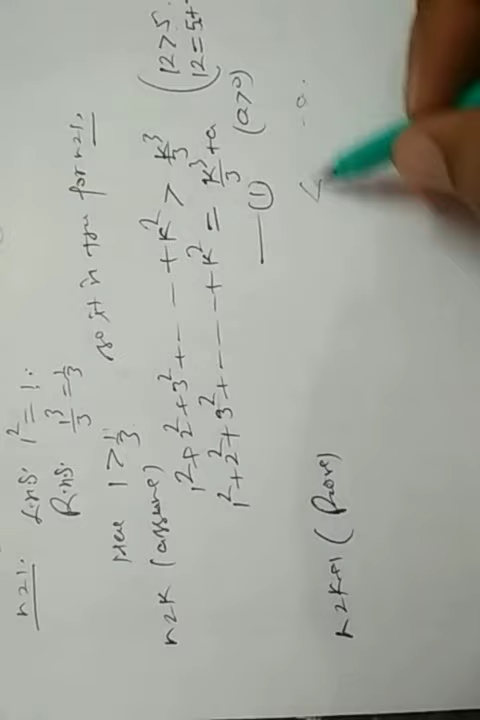 n=1. L.H.S. 1² = 1.
R.H.S. 1³/3 = 1/3
Here 1 > 1/3 so it is true for n=1,
n=k (assume)
1²+2²+3²+ - - - +k² > k³/3 (12>5.
1²+2²+3²+ - - - +k² = k³/3 +a (12=5+
—(1) (a>0)
n=k+1 (Prove)